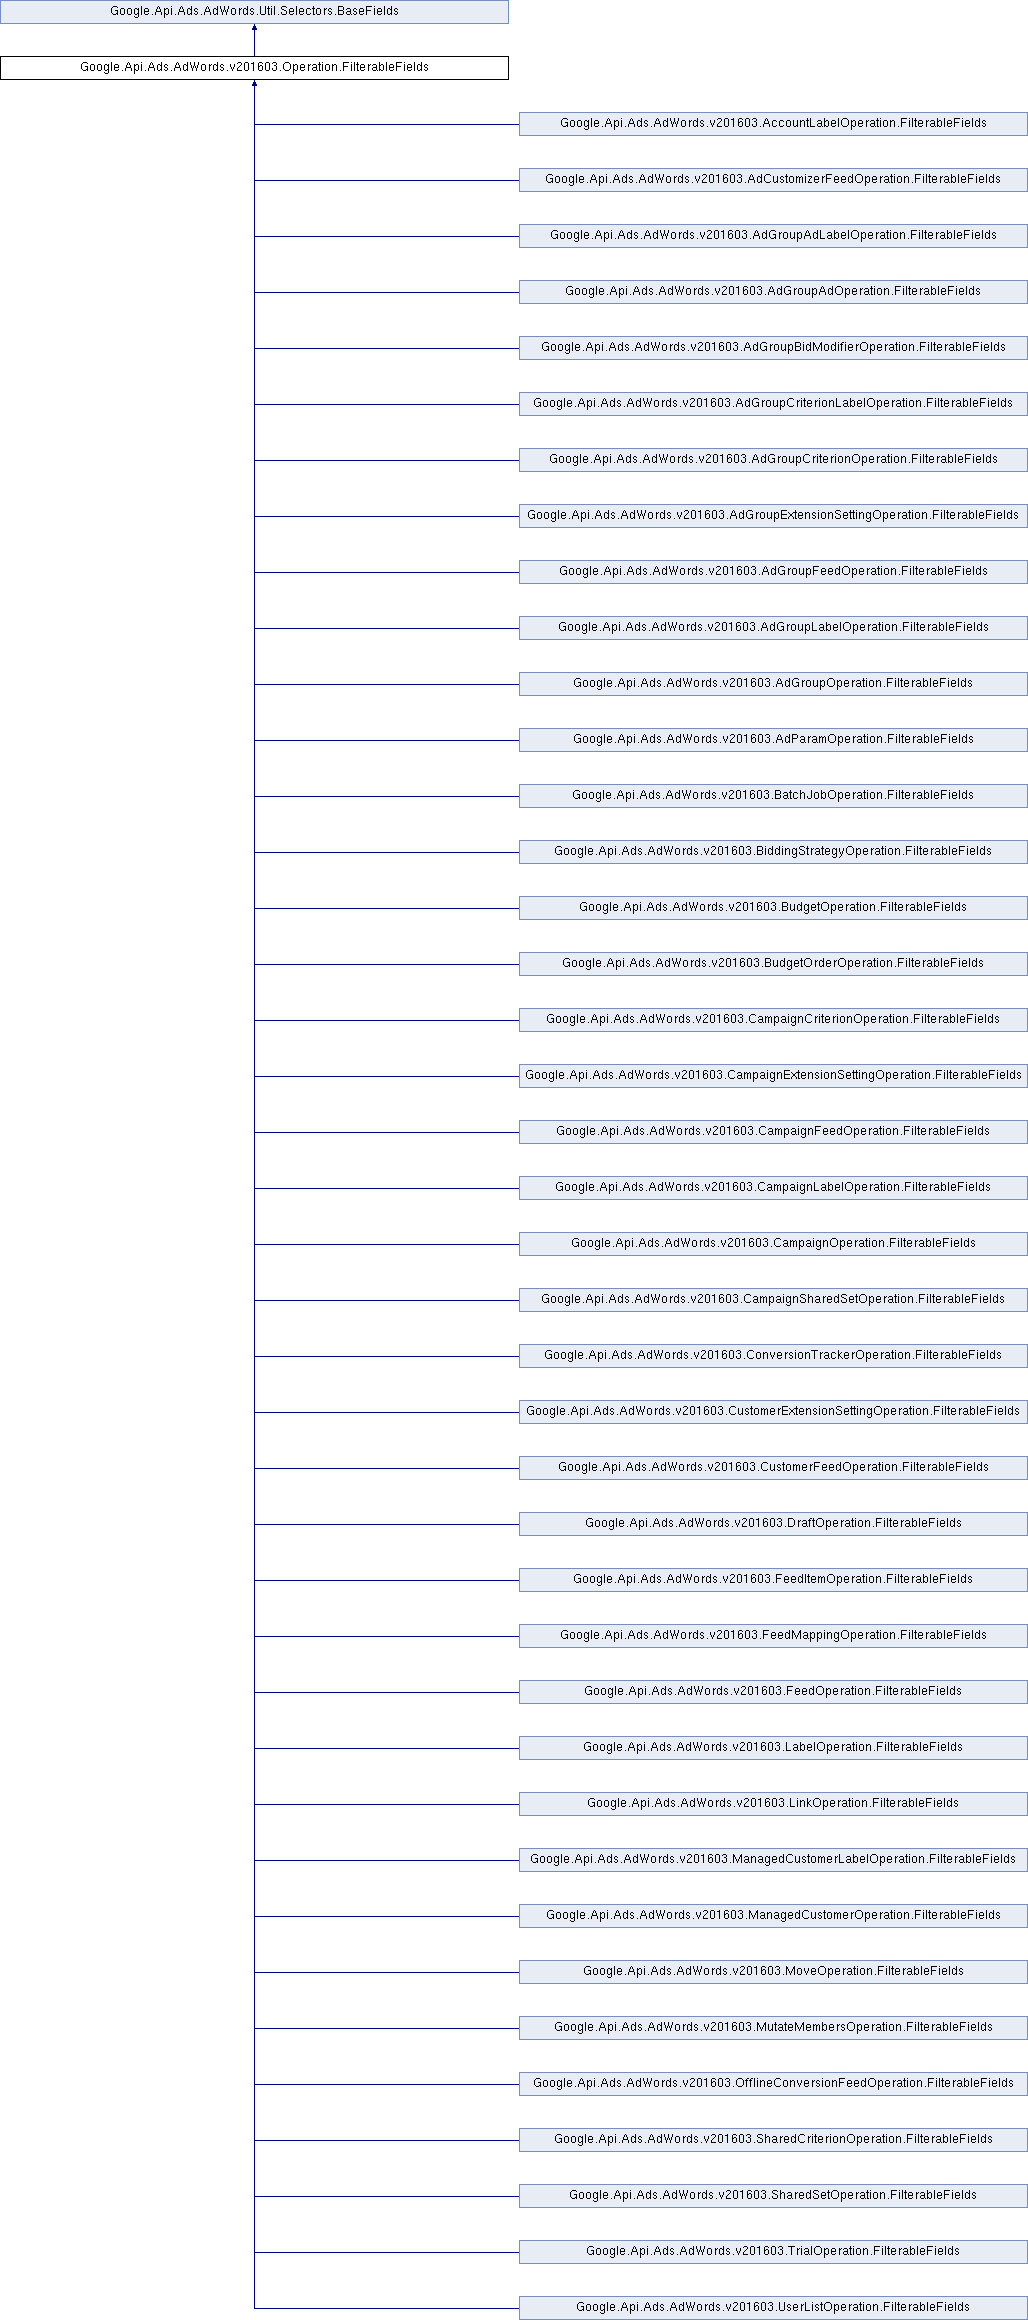 Google.Api.Ads.AdWords.Util.Selectors.BaseFields
Google.Api.Ads.AdWords.v201603.Operation.FilterableFields
Google.Api.Ads.AdWords.v201603.AccountLabelOperation.FilterableFields
Google.Api.Ads.AdWords.v201603.AdCustomizerFeedOperation.FilterableFields
Google.Api.Ads.AdWords.v201603.AdGroupAdLabelOperation.FilterableFields
Google.Api.Ads.AdWords.v201603.AdGroupAdOperation.FilterableFields
Google.Api.Ads.AdWords.v201603.AdGroupBidModifierOperation.FilterableFields
Google.Api.Ads.AdWords.v201603.AdGroupCriterionLabelOperation.FilterableFields
Google.Api.Ads.AdWords.v201603.AdGroupCriterionOperation.FilterableFields
Google.Api.Ads.AdWords.v201603.AdGroupExtensionSettingOperation.FilterableFields
Google.Api.Ads.AdWords.v201603.AdGroupFeedOperation.FilterableFields
Google.Api.Ads.AdWords.v201603.AdGroupLabelOperation.FilterableFields
Google.Api.Ads.AdWords.v201603.AdGroupOperation.FilterableFields
Google.Api.Ads.AdWords.v201603.AdParamOperation.FilterableFields
Google.Api.Ads.AdWords.v201603.BatchJobOperation.FilterableFields
Google.Api.Ads.AdWords.v201603.BiddingStrategyOperation.FilterableFields
Google.Api.Ads.AdWords.v201603.BudgetOperation.FilterableFields
Google.Api.Ads.AdWords.v201603.BudgetOrderOperation.FilterableFields
Google.Api.Ads.AdWords.v201603.CampaignCriterionOperation.FilterableFields
Google.Api.Ads.AdWords.v201603.CampaignExtensionSettingOperation.FilterableFields
Google.Api.Ads.AdWords.v201603.CampaignFeedOperation.FilterableFields
Google.Api.Ads.AdWords.v201603.CampaignLabelOperation.FilterableFields
Google.Api.Ads.AdWords.v201603.CampaignOperation.FilterableFields
Google.Api.Ads.AdWords.v201603.CampaignSharedSetOperation.FilterableFields
Google.Api.Ads.AdWords.v201603.ConversionTrackerOperation.FilterableFields
Google.Api.Ads.AdWords.v201603.CustomerExtensionSettingOperation.FilterableFields
Google.Api.Ads.AdWords.v201603.CustomerFeedOperation.FilterableFields
Google.Api.Ads.AdWords.v201603.DraftOperation.FilterableFields
Google.Api.Ads.AdWords.v201603.FeedItemOperation.FilterableFields
Google.Api.Ads.AdWords.v201603.FeedMappingOperation.FilterableFields
Google.Api.Ads.AdWords.v201603.FeedOperation.FilterableFields
Google.Api.Ads.AdWords.v201603.LabelOperation.FilterableFields
Google.Api.Ads.AdWords.v201603.LinkOperation.FilterableFields
Google.Api.Ads.AdWords.v201603.ManagedCustomerLabelOperation.FilterableFields
Google.Api.Ads.AdWords.v201603.ManagedCustomerOperation.FilterableFields
Google.Api.Ads.AdWords.v201603.MoveOperation.FilterableFields
Google.Api.Ads.AdWords.v201603.MutateMembersOperation.FilterableFields
Google.Api.Ads.AdWords.v201603.OfflineConversionFeedOperation.FilterableFields
Google.Api.Ads.AdWords.v201603.SharedCriterionOperation.FilterableFields
Google.Api.Ads.AdWords.v201603.SharedSetOperation.FilterableFields
Google.Api.Ads.AdWords.v201603.TrialOperation.FilterableFields
Google.Api.Ads.AdWords.v201603.UserListOperation.FilterableFields